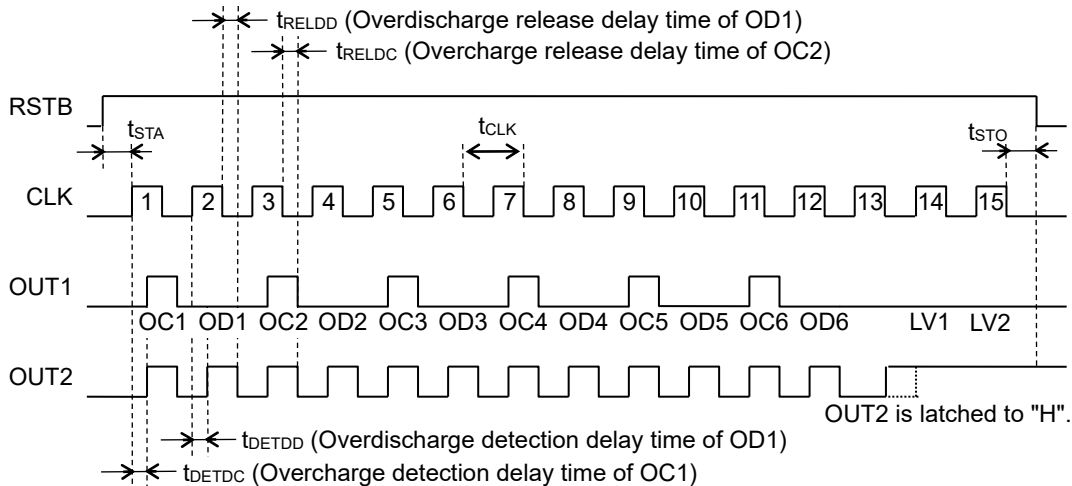 tRELDD (Overdischarge release delay time of OD1)
tRELDC (Overcharge release delay time of OC2)
RSTB
tSTA
tCLK
tSTO
CLK
1 2 3 4 5 6 7 8 9 10 11 12 13 14 15
OUT1
OC1 OD1 OC2 OD2 OC3 OD3 OC4 OD4 OC5 OD5 OC6 OD6 LV1 LV2
OUT2
OUT2 is latched to "H".
tDETDD (Overdischarge detection delay time of OD1)
tDETDC (Overcharge detection delay time of OC1)